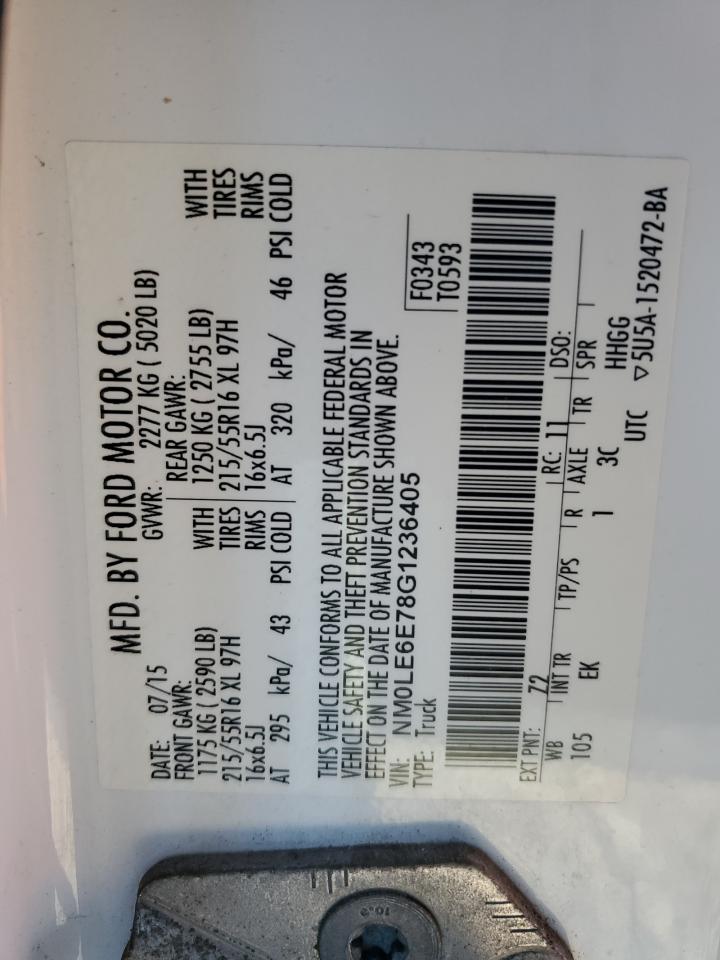 MFD. BY FORD MOTOR CO.
DATE: 07/15 GVWR: 2277 KG ( 5020 LB)
FRONT GAWR: REAR GAWR:
1175 KG ( 2590 LB) WITH 1250 KG ( 2755 LB) WITH
215/55R16 XL 97H TIRES 215/55R16 XL 97H TIRES
16x6.5J RIMS 16x6.5J RIMS
AT 295 kPa/ 43 PSI COLD AT 320 kPa/ 46 PSI COLD
THIS VEHICLE CONFORMS TO ALL APPLICABLE FEDERAL MOTOR
VEHICLE SAFETY AND THEFT PREVENTION STANDARDS IN
EFFECT ON THE DATE OF MANUFACTURE SHOWN ABOVE.
VIN: NM0LE6E78G1236405 F0343
TYPE: Truck T0593
EXT PNT: 7Z RC: 11 DSO:
WB INT TR TP/PS R AXLE TR SPR
105 EK 1 3C HHGG
UTC ▽5U5A-1520472-BA
10.9